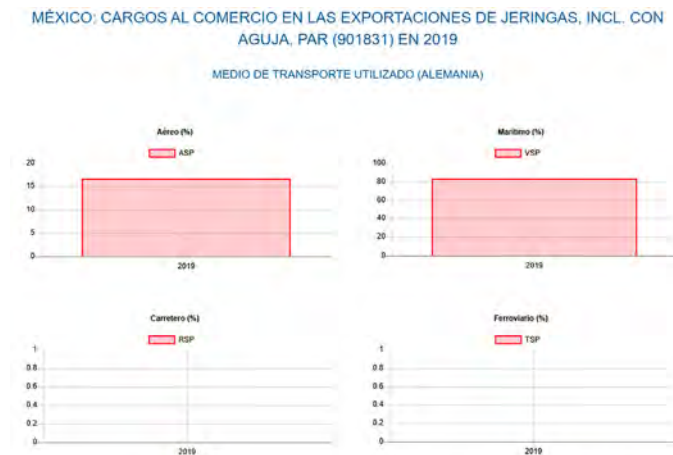 MÉXICO: CARGOS AL COMERCIO EN LAS EXPORTACIONES DE JERINGAS, INCL. CON
AGUJA, PAR (901831) EN 2019
MEDIO DE TRANSPORTE UTILIZADO (ALEMANIA)
Aéreo (%)
ASP
20
15
10
5
0
2019
Marítimo (%)
VSP
100
80
60
40
20
0
2019
Carretero (%)
RSP
1
0.8
0.6
0.4
0.2
0
2019
Ferroviario (%)
TSP
1
0.8
0.6
0.4
0.2
0
2019